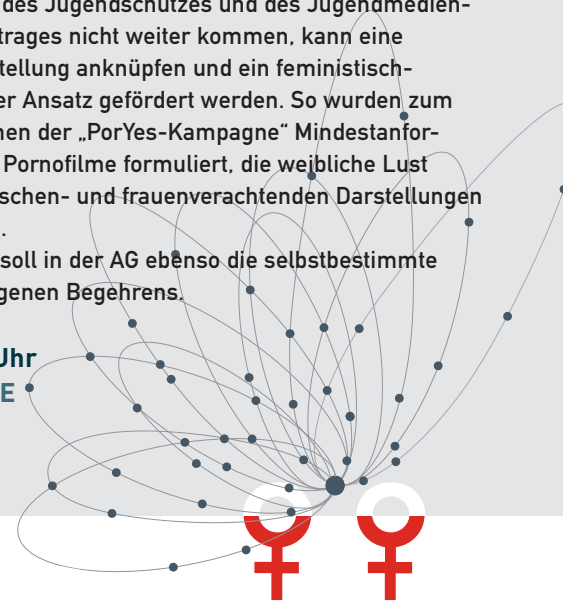 des Jugendschutzes und des Jugendmedien-
trages nicht weiter kommen, kann eine
tellung anknüpfen und ein feministisch-
er Ansatz gefördert werden. So wurden zum
nen der „PorYes-Kampagne“ Mindestanfor-
Pornofilme formuliert, die weibliche Lust
schen- und frauenverachtenden Darstellungen
.
soll in der AG ebenso die selbstbestimmte
genen Begehrens.
Uhr
E